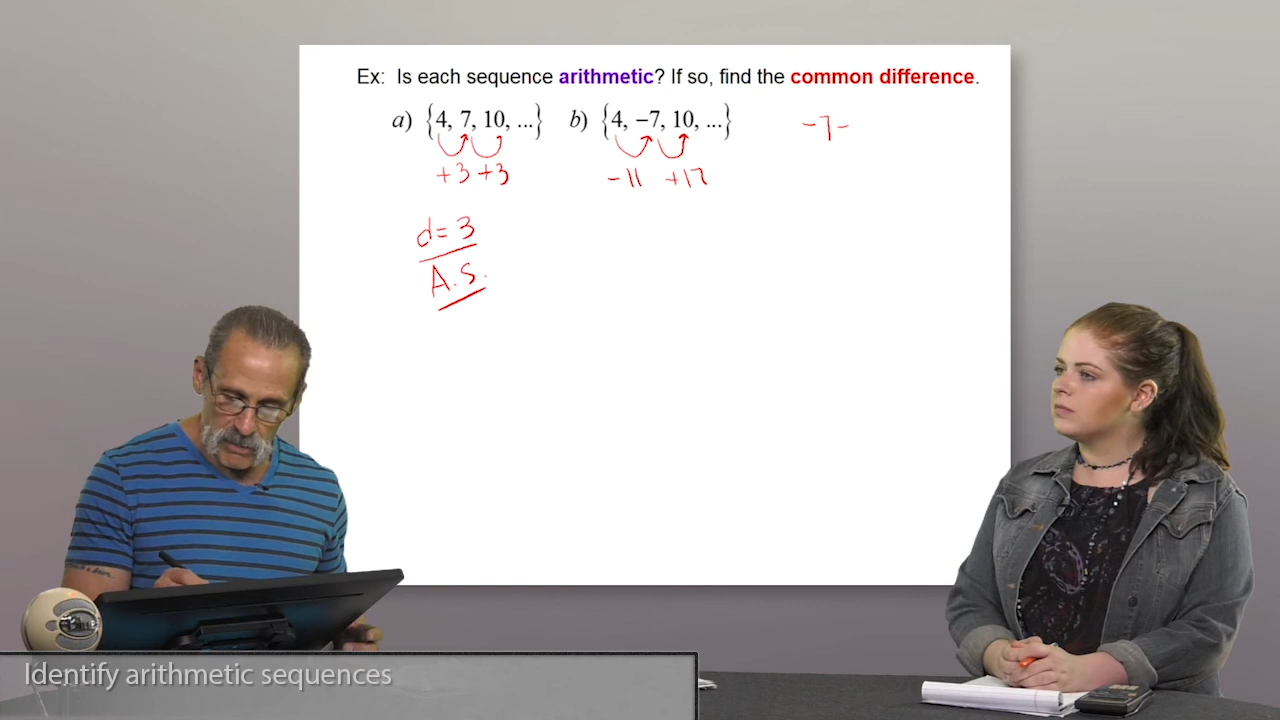 Ex: Is each sequence arithmetic? If so, find the common difference.
a) {4, 7, 10, ...} b) {4, −7, 10, ...} -7-
+3 +3 -11 +17
d = 3
A.S.
Identify arithmetic sequences